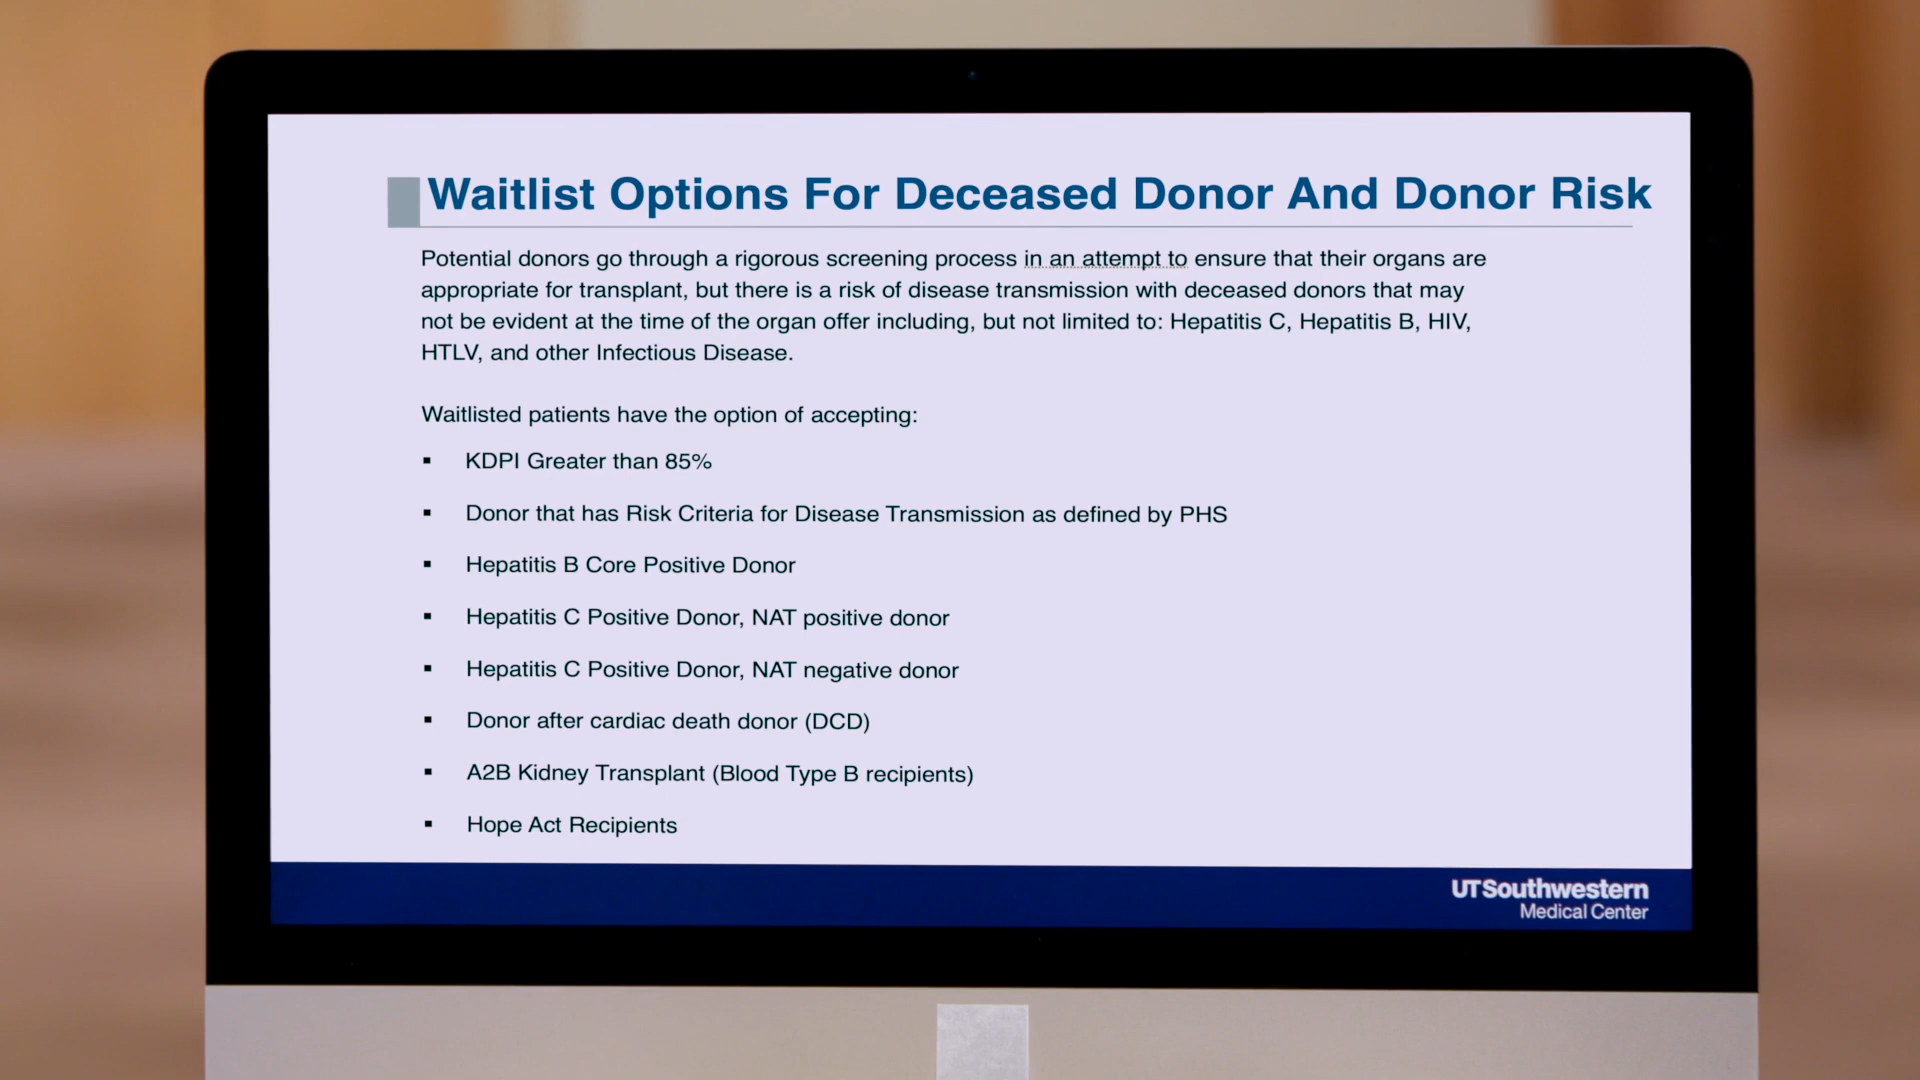 Waitlist Options For Deceased Donor And Donor Risk
Potential donors go through a rigorous screening process in an attempt to ensure that their organs are
appropriate for transplant, but there is a risk of disease transmission with deceased donors that may
not be evident at the time of the organ offer including, but not limited to: Hepatitis C, Hepatitis B, HIV,
HTLV, and other Infectious Disease.
Waitlisted patients have the option of accepting:
▪ KDPI Greater than 85%
▪ Donor that has Risk Criteria for Disease Transmission as defined by PHS
▪ Hepatitis B Core Positive Donor
▪ Hepatitis C Positive Donor, NAT positive donor
▪ Hepatitis C Positive Donor, NAT negative donor
▪ Donor after cardiac death donor (DCD)
▪ A2B Kidney Transplant (Blood Type B recipients)
▪ Hope Act Recipients
UTSouthwestern
Medical Center